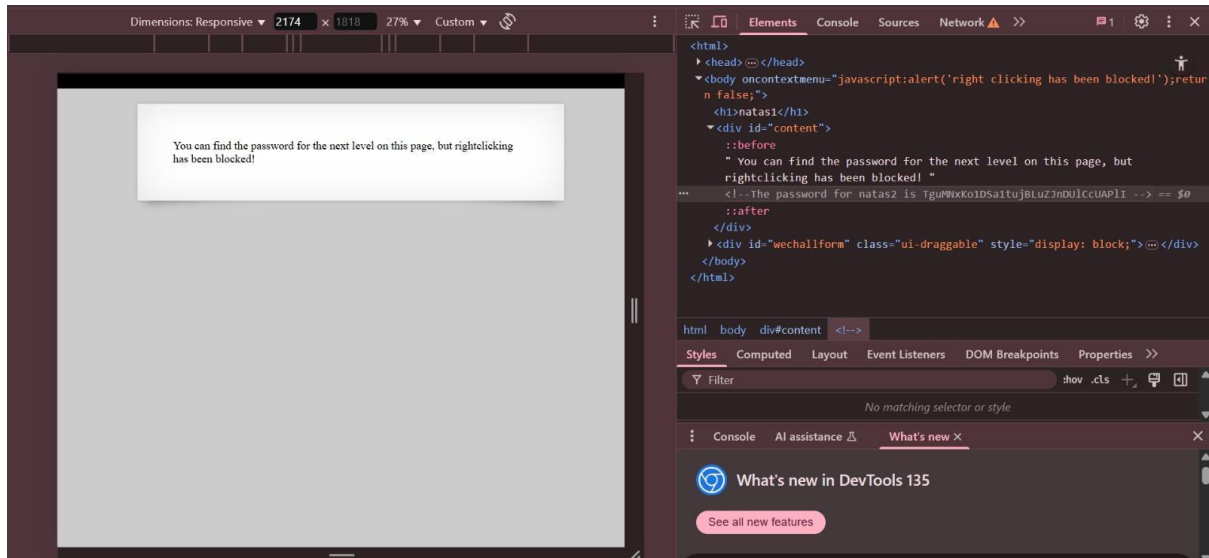 Dimensions: Responsive ▼ 2174 × 1818 27% ▼ Custom ▼
Elements Console Sources Network >> 1
<html>
<head> ... </head>
<body oncontextmenu="javascript:alert('right clicking has been blocked!');retur
n false;">
<h1>natas1</h1>
<div id="content">
::before
" You can find the password for the next level on this page, but
rightclicking has been blocked! "
... <!--The password for natas2 is TguMNxKo1DSa1tujBLuZJnDUlCcUAPlI --> == $0
::after
</div>
<div id="wechallform" class="ui-draggable" style="display: block;"> ... </div>
</body>
</html>
You can find the password for the next level on this page, but rightclicking
has been blocked!
html body div#content <!-->
Styles Computed Layout Event Listeners DOM Breakpoints Properties >>
Filter :hov .cls +
No matching selector or style
Console AI assistance What's new ×
What's new in DevTools 135
See all new features